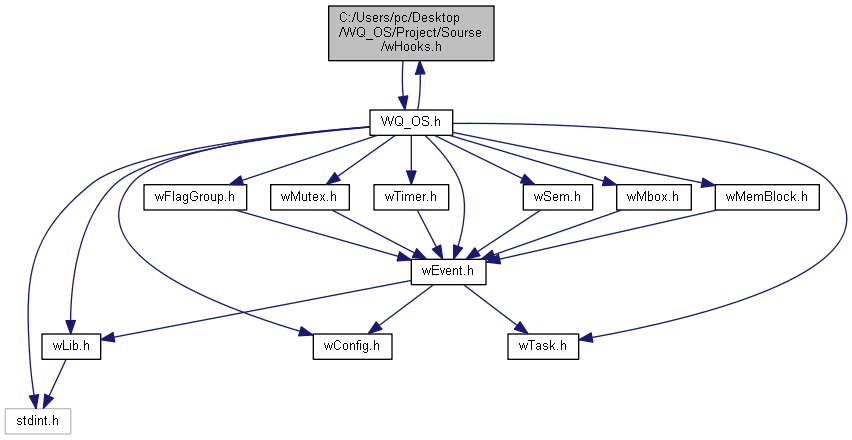 C:/Users/pc/Desktop
/WQ_OS/Project/Sourse
/wHooks.h
WQ_OS.h
wFlagGroup.h
wMutex.h
wTimer.h
wSem.h
wMbox.h
wMemBlock.h
wEvent.h
wLib.h
wConfig.h
wTask.h
stdint.h